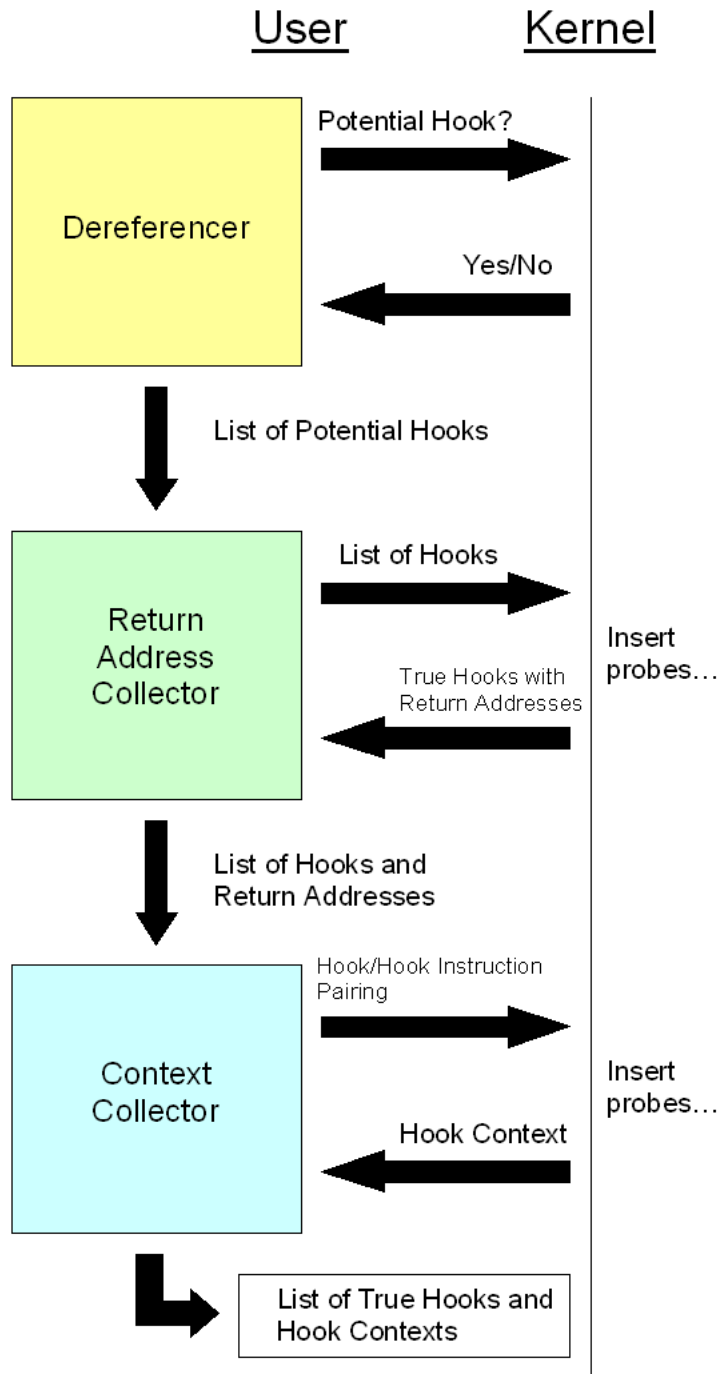 User
Kernel
Potential Hook?
Dereferencer
Yes/No
List of Potential Hooks
List of Hooks
Return
Address
Collector
Insert
probes…
True Hooks with
Return Addresses
List of Hooks and
Return Addresses
Hook/Hook Instruction
Pairing
Context
Collector
Insert
probes…
Hook Context
List of True Hooks and
Hook Contexts